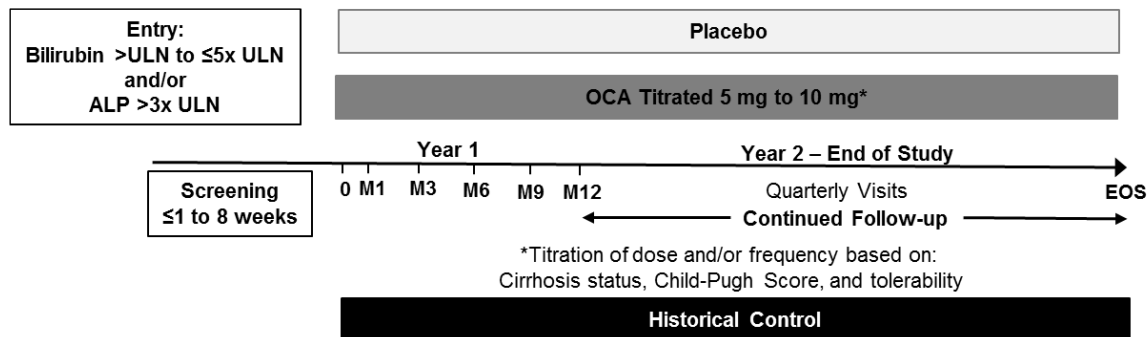 Entry:
Bilirubin >ULN to ≤5x ULN
and/or
ALP >3x ULN
Placebo
OCA Titrated 5 mg to 10 mg*
Year 1
Year 2 – End of Study
Screening
≤1 to 8 weeks
0 M1 M3 M6 M9 M12
Quarterly Visits
EOS
Continued Follow-up
*Titration of dose and/or frequency based on:
Cirrhosis status, Child-Pugh Score, and tolerability
Historical Control